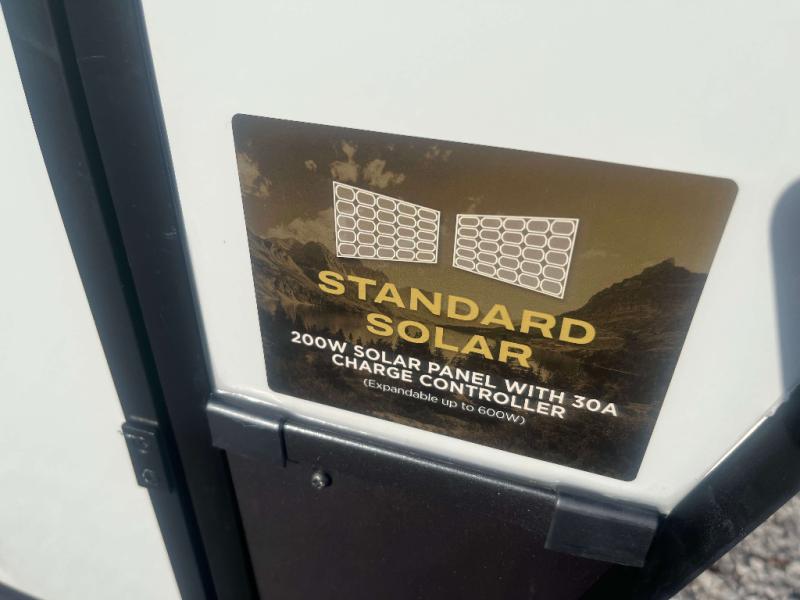 STANDARD
SOLAR
200W SOLAR PANEL WITH 30A
CHARGE CONTROLLER
(Expandable up to 600W)